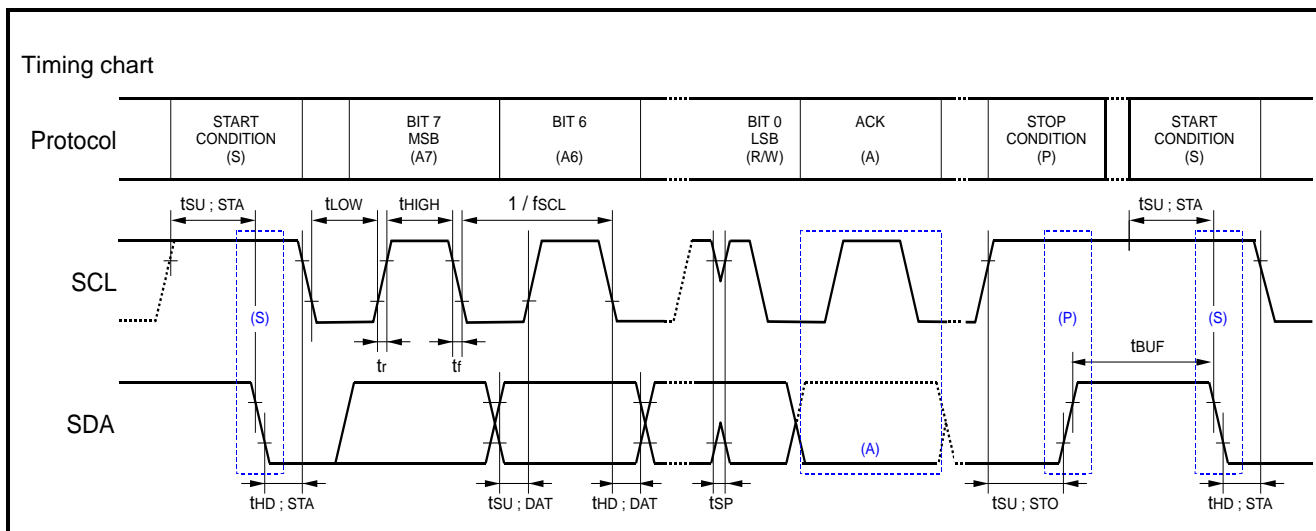 Timing chart
Protocol
START
CONDITION
(S)
BIT 7
MSB
(A7)
BIT 6
(A6)
BIT 0
LSB
(R/W)
ACK
(A)
STOP
CONDITION
(P)
START
CONDITION
(S)
tSU ; STA
tLOW
tHIGH
1 / fSCL
tSU ; STA
SCL
(S)
(P)
(S)
tr
tf
tBUF
SDA
(A)
tHD ; STA
tSU ; DAT
tHD ; DAT
tSP
tSU ; STO
tHD ; STA